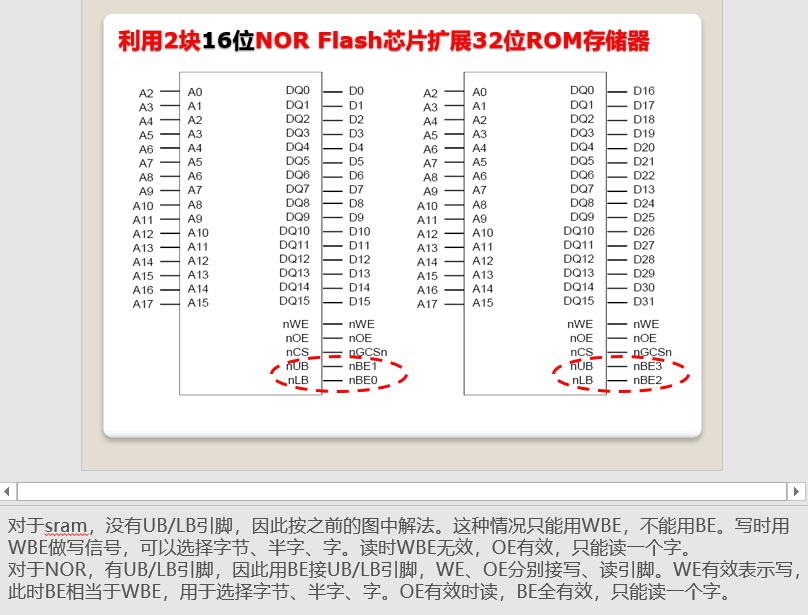 利用2块16位NOR Flash芯片扩展32位ROM存储器
A2 A0 DQ0 D0 A2 A0 DQ0 D16
A3 A1 DQ1 D1 A3 A1 DQ1 D17
A4 A2 DQ2 D2 A4 A2 DQ2 D18
A5 A3 DQ3 D3 A5 A3 DQ3 D19
A6 A4 DQ4 D4 A6 A4 DQ4 D20
A7 A5 DQ5 D5 A7 A5 DQ5 D21
A8 A6 DQ6 D6 A8 A6 DQ6 D22
A9 A7 DQ7 D7 A9 A7 DQ7 D13
A10 A8 DQ8 D8 A10 A8 DQ8 D24
A11 A9 DQ9 D9 A11 A9 DQ9 D25
A12 A10 DQ10 D10 A12 A10 DQ10 D26
A13 A11 DQ11 D11 A13 A11 DQ11 D27
A14 A12 DQ12 D12 A14 A12 DQ12 D28
A15 A13 DQ13 D13 A15 A13 DQ13 D29
A16 A14 DQ14 D14 A16 A14 DQ14 D30
A17 A15 DQ15 D15 A17 A15 DQ15 D31
nWE nWE nWE nWE
nOE nOE nOE nOE
nCS nGCSn nCS nGCSn
nUB nBE1 nUB nBE3
nLB nBE0 nLB nBE2
对于sram，没有UB/LB引脚，因此按之前的图中解法。这种情况只能用WBE，不能用BE。写时用
WBE做写信号，可以选择字节、半字、字。读时WBE无效，OE有效，只能读一个字。
对于NOR，有UB/LB引脚，因此用BE接UB/LB引脚，WE、OE分别接写、读引脚。WE有效表示写，
此时BE相当于WBE，用于选择字节、半字、字。OE有效时读，BE全有效，只能读一个字。